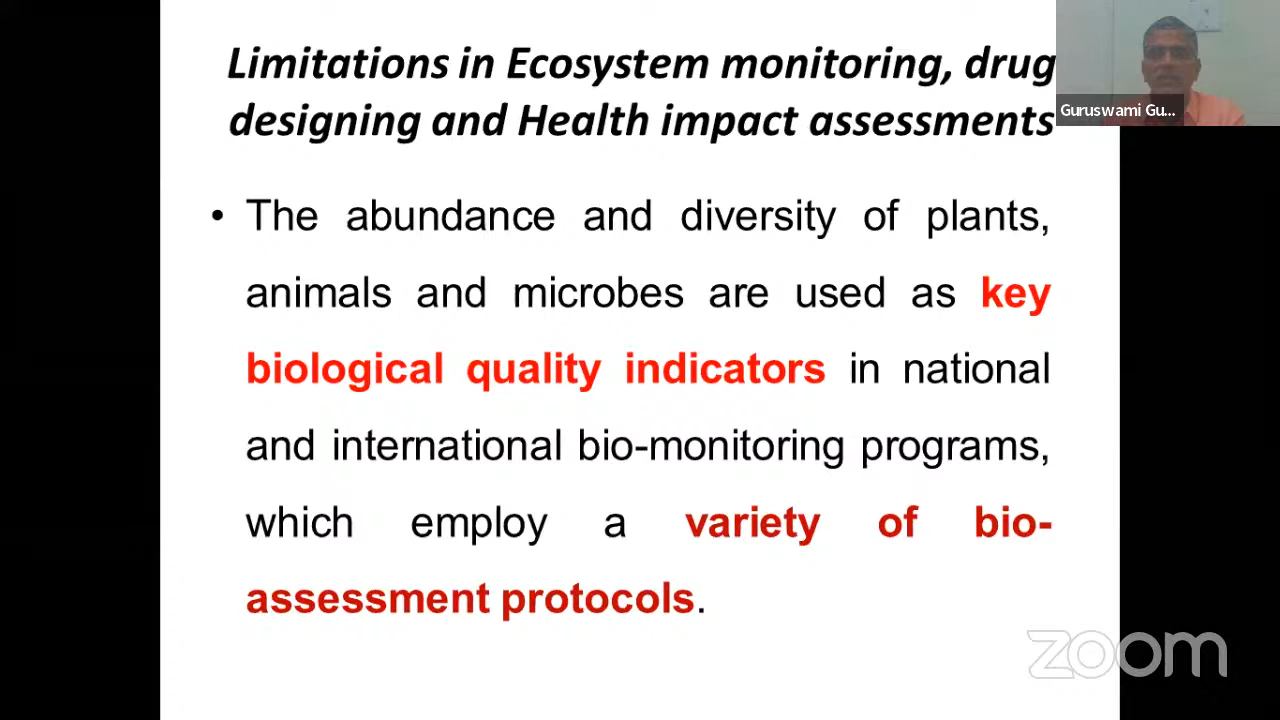 Limitations in Ecosystem monitoring, drug
designing and Health impact assessments
Guruswami Gu...
• The abundance and diversity of plants,
animals and microbes are used as key
biological quality indicators in national
and international bio-monitoring programs,
which employ a variety of bio-
assessment protocols.
zoom